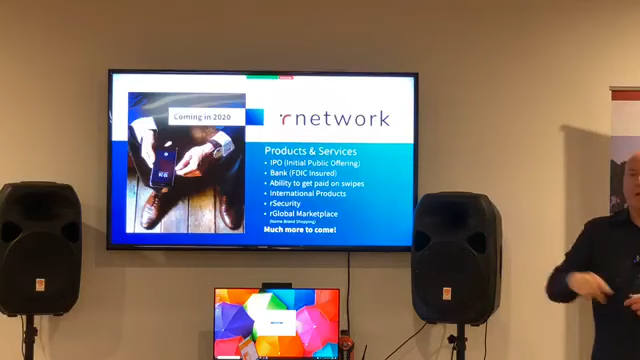 Coming in 2020
rnetwork
Products & Services
• IPO (Initial Public Offering)
• Bank (FDIC Insured)
• Ability to get paid on swipes
• International Products
• rSecurity
• rGlobal Marketplace
(Name Brand Shopping)
Much more to come!